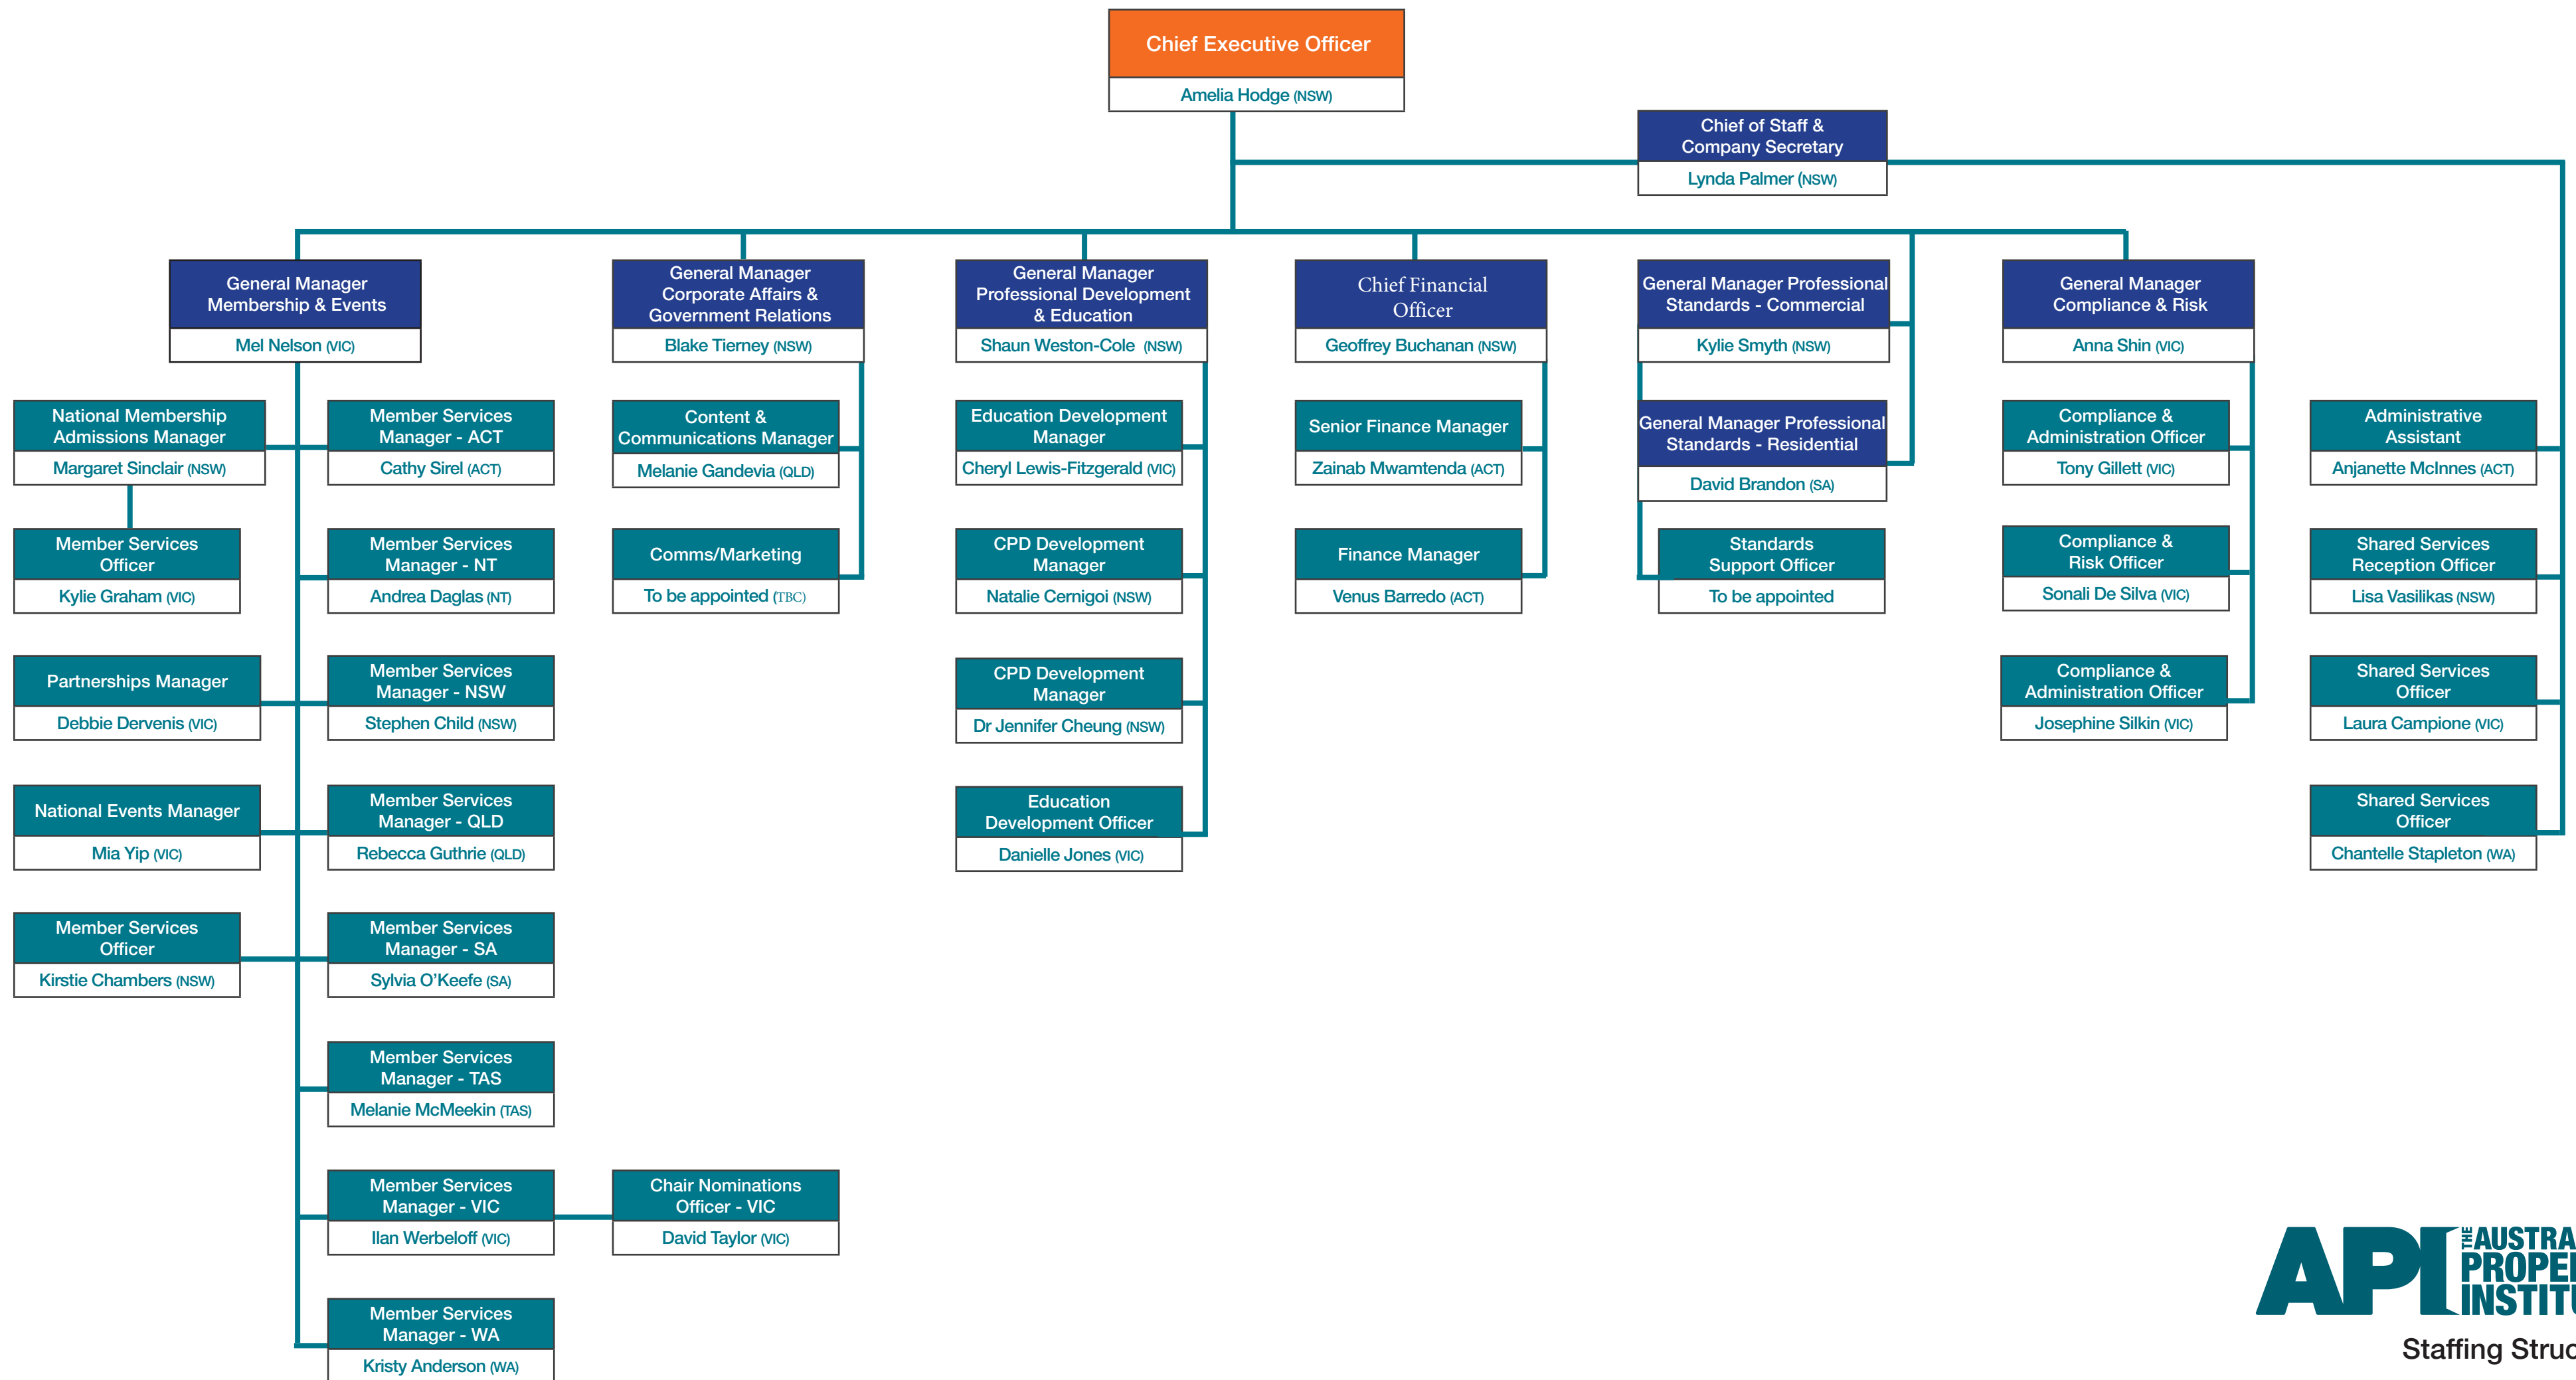 Chief Executive Officer
Amelia Hodge (NSW)
Chief of Staff &
Company Secretary
Lynda Palmer (NSW)
General Manager
Membership & Events
Mel Nelson (VIC)
General Manager
Corporate Affairs &
Government Relations
Blake Tierney (NSW)
General Manager
Professional Development
& Education
Shaun Weston-Cole (NSW)
Chief Financial
Officer
Geoffrey Buchanan (NSW)
General Manager Professional
Standards - Commercial
Kylie Smyth (NSW)
General Manager
Compliance & Risk
Anna Shin (VIC)
National Membership
Admissions Manager
Margaret Sinclair (NSW)
Member Services
Manager - ACT
Cathy Sirel (ACT)
Content &
Communications Manager
Melanie Gandevia (QLD)
Education Development
Manager
Cheryl Lewis-Fitzgerald (VIC)
Senior Finance Manager
Zainab Mwamtenda (ACT)
General Manager Professional
Standards - Residential
David Brandon (SA)
Compliance &
Administration Officer
Tony Gillett (VIC)
Administrative
Assistant
Anjanette McInnes (ACT)
Member Services
Officer
Kylie Graham (VIC)
Member Services
Manager - NT
Andrea Daglas (NT)
Comms/Marketing
To be appointed (TBC)
CPD Development
Manager
Natalie Cernigoi (NSW)
Finance Manager
Venus Barredo (ACT)
Standards
Support Officer
To be appointed
Compliance &
Risk Officer
Sonali De Silva (VIC)
Shared Services
Reception Officer
Lisa Vasilikas (NSW)
Partnerships Manager
Debbie Dervenis (VIC)
Member Services
Manager - NSW
Stephen Child (NSW)
CPD Development
Manager
Dr Jennifer Cheung (NSW)
Compliance &
Administration Officer
Josephine Silkin (VIC)
Shared Services
Officer
Laura Campione (VIC)
National Events Manager
Mia Yip (VIC)
Member Services
Manager - QLD
Rebecca Guthrie (QLD)
Education
Development Officer
Danielle Jones (VIC)
Shared Services
Officer
Chantelle Stapleton (WA)
Member Services
Officer
Kirstie Chambers (NSW)
Member Services
Manager - SA
Sylvia O'Keefe (SA)
Member Services
Manager - TAS
Melanie McMeekin (TAS)
Member Services
Manager - VIC
Ilan Werbeloff (VIC)
Chair Nominations
Officer - VIC
David Taylor (VIC)
Member Services
Manager - WA
Kristy Anderson (WA)
API
THE AUSTRA
PROPE
INSTIT
Staffing Struc